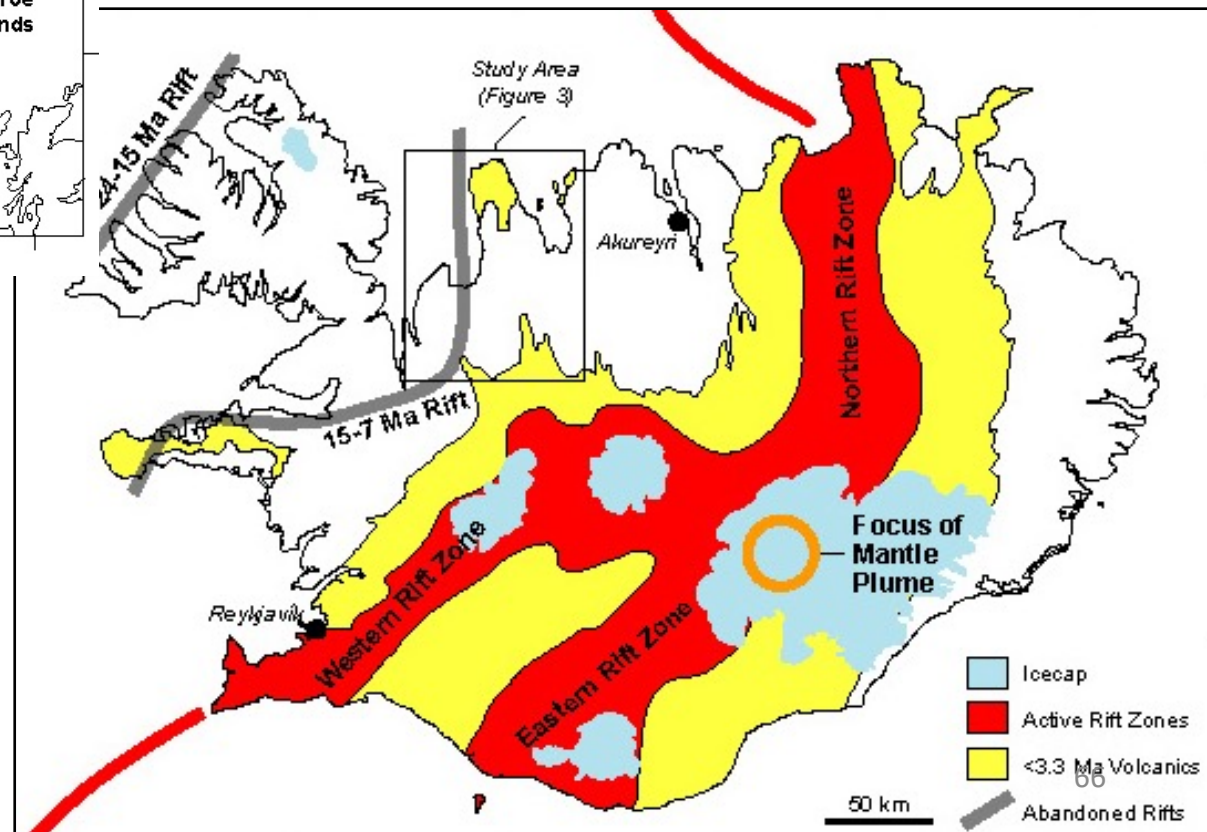 nds
24-15 Ma Rift
Study Area
(Figure 3)
Akureyri
Northern Rift Zone
15-7 Ma Rift
Focus of
Mantle
Plume
Western Rift Zone
Reykjavik
Eastern Rift Zone
Icecap
Active Rift Zones
<3.3 Ma Volcanics
66
50 km
Abandoned Rifts